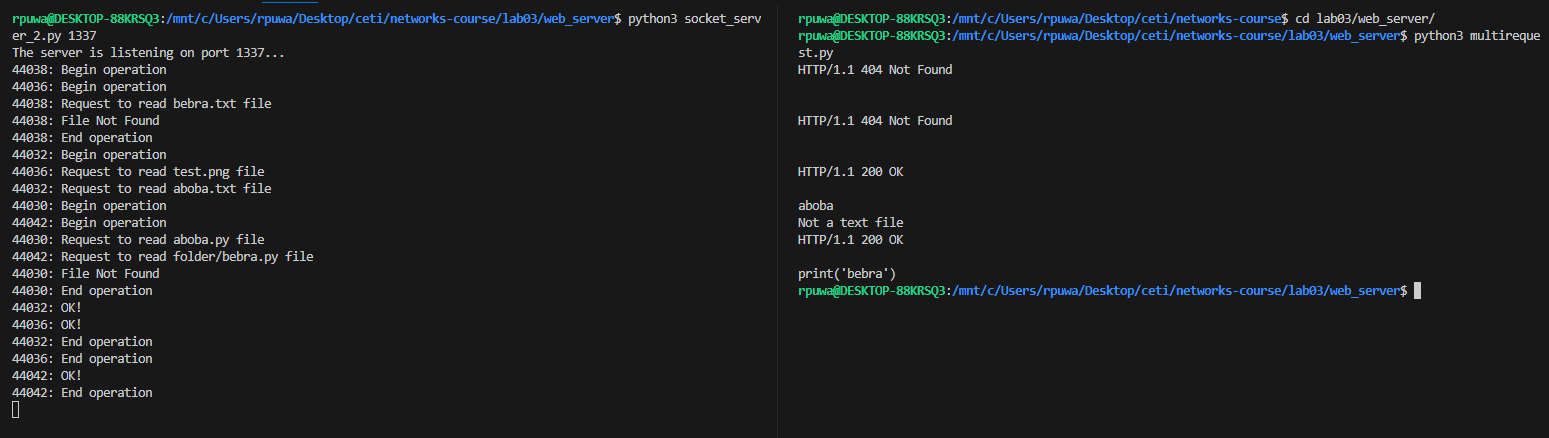 rpuwa@DESKTOP-88KRSQ3:/mnt/c/Users/rpuwa/Desktop/ceti/networks-course/lab03/web_server$ python3 socket_serv
er_2.py 1337
The server is listening on port 1337...
44038: Begin operation
44036: Begin operation
44038: Request to read bebra.txt file
44038: File Not Found
44038: End operation
44032: Begin operation
44036: Request to read test.png file
44032: Request to read aboba.txt file
44030: Begin operation
44042: Begin operation
44030: Request to read aboba.py file
44042: Request to read folder/bebra.py file
44030: File Not Found
44030: End operation
44032: OK!
44036: OK!
44032: End operation
44036: End operation
44042: OK!
44042: End operation
rpuwa@DESKTOP-88KRSQ3:/mnt/c/Users/rpuwa/Desktop/ceti/networks-course$ cd lab03/web_server/
rpuwa@DESKTOP-88KRSQ3:/mnt/c/Users/rpuwa/Desktop/ceti/networks-course/lab03/web_server$ python3 multireque
st.py
HTTP/1.1 404 Not Found
HTTP/1.1 404 Not Found
HTTP/1.1 200 OK
aboba
Not a text file
HTTP/1.1 200 OK
print('bebra')
rpuwa@DESKTOP-88KRSQ3:/mnt/c/Users/rpuwa/Desktop/ceti/networks-course/lab03/web_server$